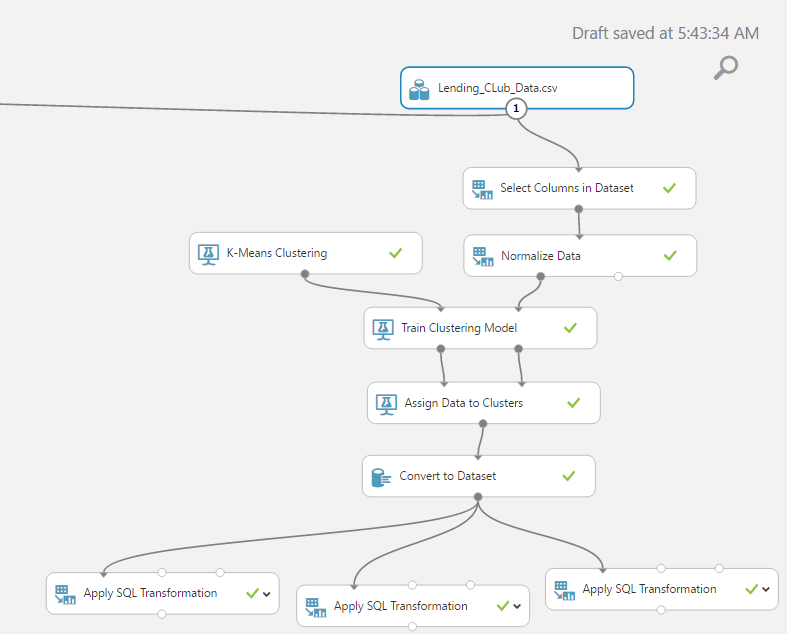 Draft saved at 5:43:34 AM
Lending_CLub_Data.csv
1
Select Columns in Dataset
K-Means Clustering
Normalize Data
Train Clustering Model
Assign Data to Clusters
Convert to Dataset
Apply SQL Transformation
Apply SQL Transformation
Apply SQL Transformation